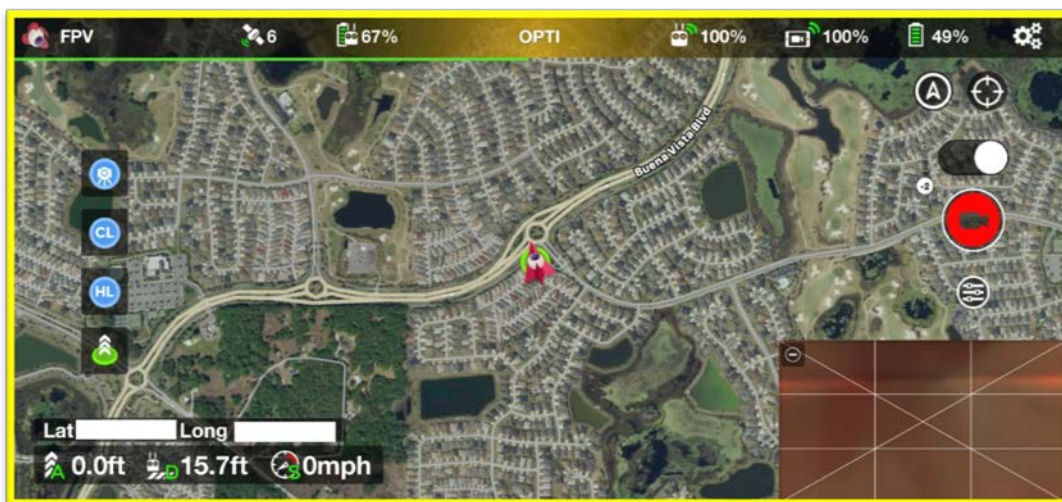 FPV 6 67% OPTI 100% 100% 49%
Buena Vista Blvd
CL
HL
Lat Long
A 0.0ft D 15.7ft S 0mph